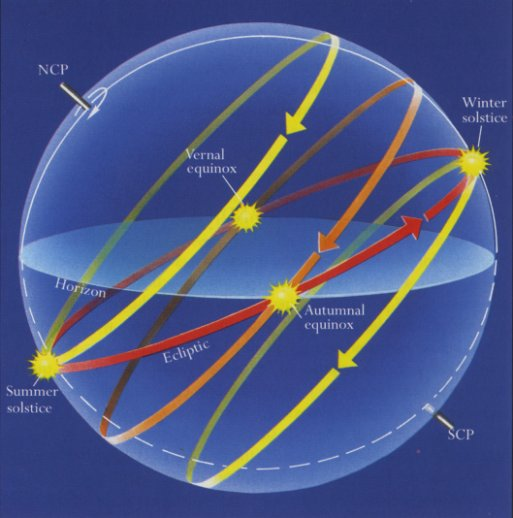 NCP
Winter
solstice
Vernal
equinox
Horizon
Autumnal
equinox
Ecliptic
Summer
solstice
SCP